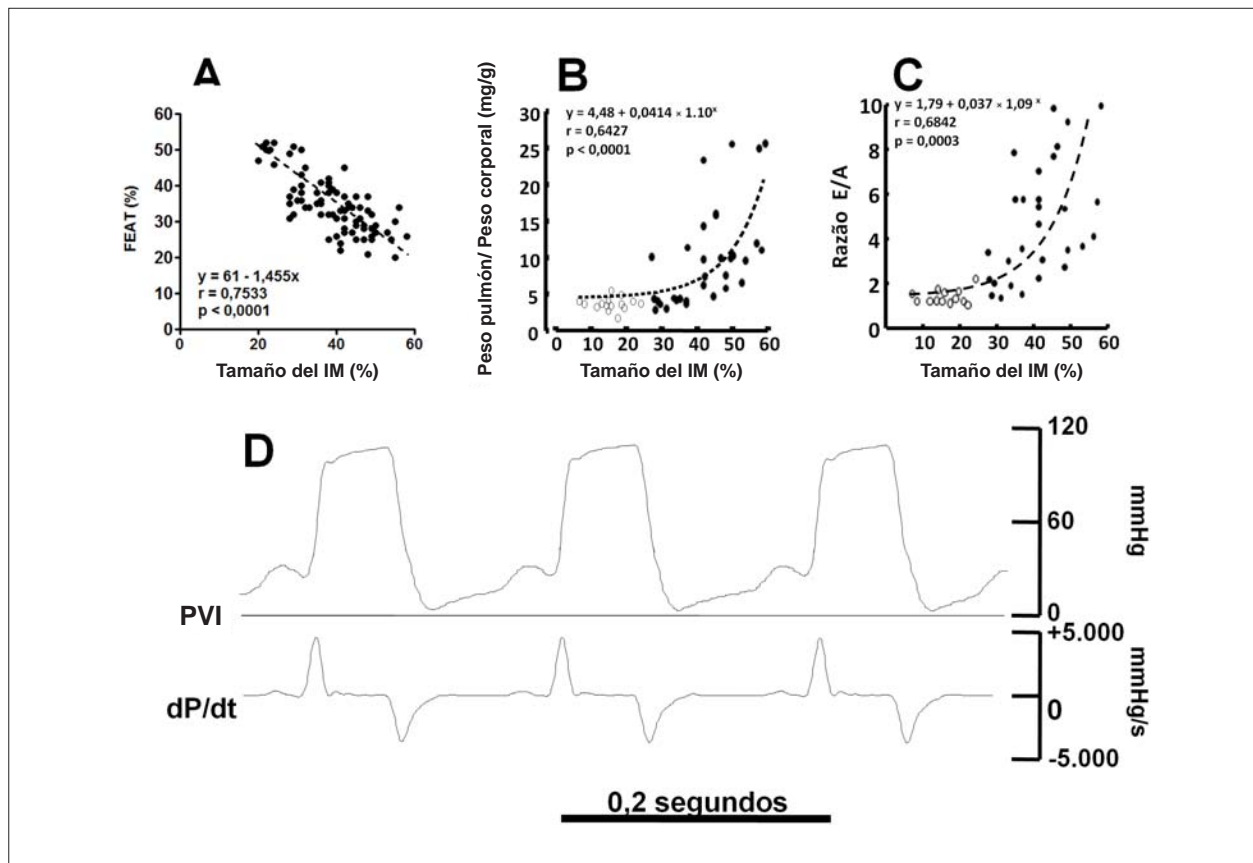 A
FEAT (%)
60
50
40
30
20
10
0
y = 61 - 1,455x
r = 0,7533
p < 0,0001
0 20 40 60
Tamaño del IM (%)
B
Peso pulmón/ Peso corporal (mg/g)
y = 4,48 + 0,0414 × 1.10ˣ
r = 0,6427
p < 0,0001
30
25
20
15
10
5
0
0 10 20 30 40 50 60
Tamaño del IM (%)
C
Razão E/A
y = 1,79 + 0,037 × 1,09 ˣ
r = 0,6842
p = 0,0003
10
8
6
4
2
0
0 10 20 30 40 50 60
Tamaño del IM (%)
D
PVI
120
60
0
mmHg
dP/dt
+5.000
0
-5.000
mmHg/s
0,2 segundos